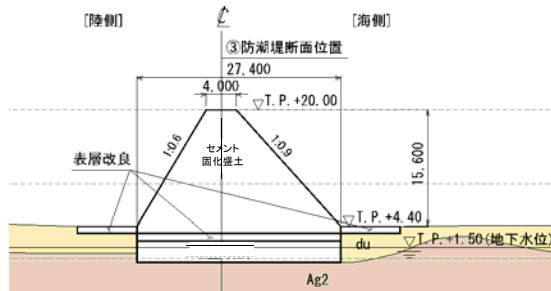 [陸側]
℄
[海側]
③防潮堤断面位置
27,400
4,000
▽T.P.+20.00
1:0.6
セメント
固化盛土
1:0.9
15,600
表層改良
▽T.P.+4.40
du
▽T.P.+1.50(地下水位)
Ag2